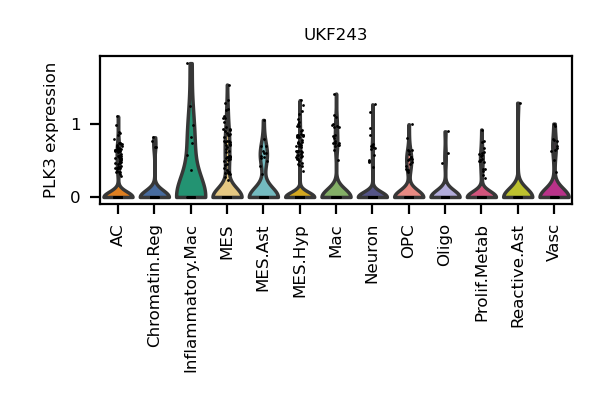 UKF243
PLK3 expression
1
0
AC
Chromatin.Reg
Inflammatory.Mac
MES
MES.Ast
MES.Hyp
Mac
Neuron
OPC
Oligo
Prolif.Metab
Reactive.Ast
Vasc